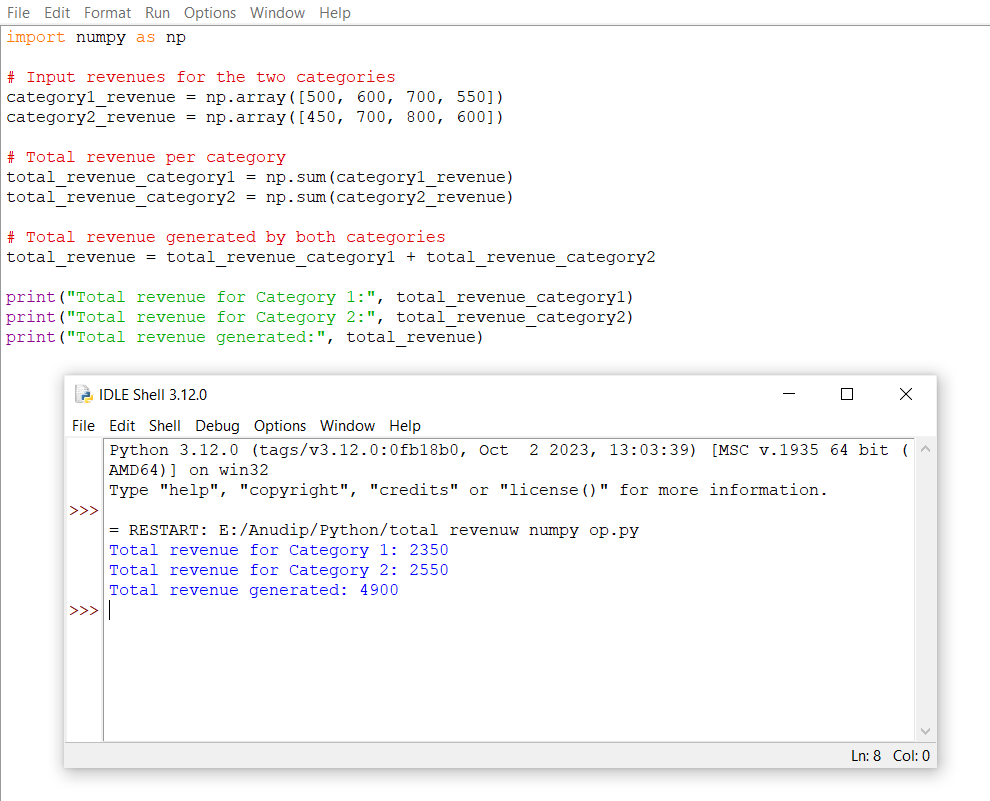 File Edit Format Run Options Window Help
import numpy as np
# Input revenues for the two categories
category1_revenue = np.array([500, 600, 700, 550])
category2_revenue = np.array([450, 700, 800, 600])
# Total revenue per category
total_revenue_category1 = np.sum(category1_revenue)
total_revenue_category2 = np.sum(category2_revenue)
# Total revenue generated by both categories
total_revenue = total_revenue_category1 + total_revenue_category2
print("Total revenue for Category 1:", total_revenue_category1)
print("Total revenue for Category 2:", total_revenue_category2)
print("Total revenue generated:", total_revenue)
IDLE Shell 3.12.0
File Edit Shell Debug Options Window Help
Python 3.12.0 (tags/v3.12.0:0fb18b0, Oct  2 2023, 13:03:39) [MSC v.1935 64 bit (
AMD64)] on win32
Type "help", "copyright", "credits" or "license()" for more information.
>>>
= RESTART: E:/Anudip/Python/total revenuw numpy op.py
Total revenue for Category 1: 2350
Total revenue for Category 2: 2550
Total revenue generated: 4900
>>>
Ln: 8 Col: 0